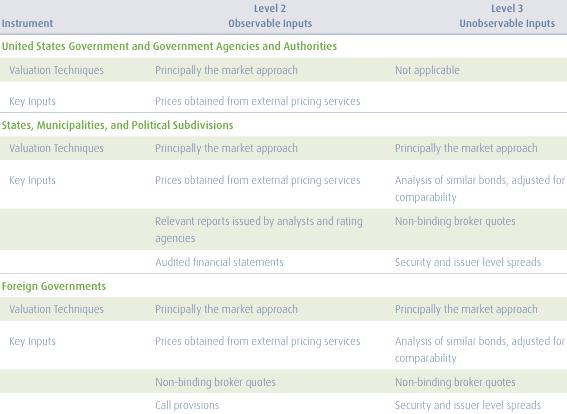 Level 2 Level 3
Instrument Observable Inputs Unobservable Inputs
United States Government and Government Agencies and Authorities
Valuation Techniques Principally the market approach Not applicable
Key Inputs Prices obtained from external pricing services
States, Municipalities, and Political Subdivisions
Valuation Techniques Principally the market approach Principally the market approach
Key Inputs Prices obtained from external pricing services Analysis of similar bonds, adjusted for
comparability
Relevant reports issued by analysts and rating Non-binding broker quotes
agencies
Audited financial statements Security and issuer level spreads
Foreign Governments
Valuation Techniques Principally the market approach Principally the market approach
Key Inputs Prices obtained from external pricing services Analysis of similar bonds, adjusted for
comparability
Non-binding broker quotes Non-binding broker quotes
Call provisions Security and issuer level spreads